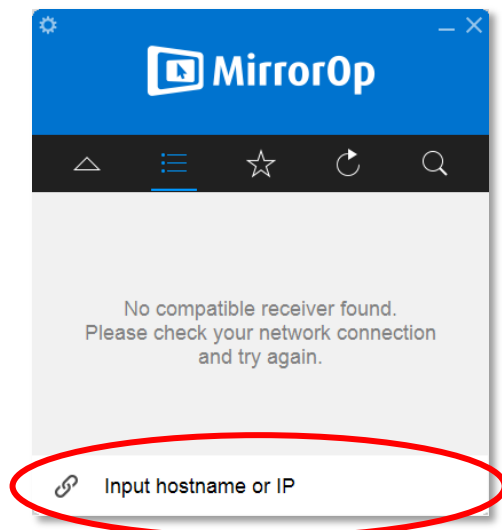 MirrorOp
No compatible receiver found.
Please check your network connection
and try again.
Input hostname or IP